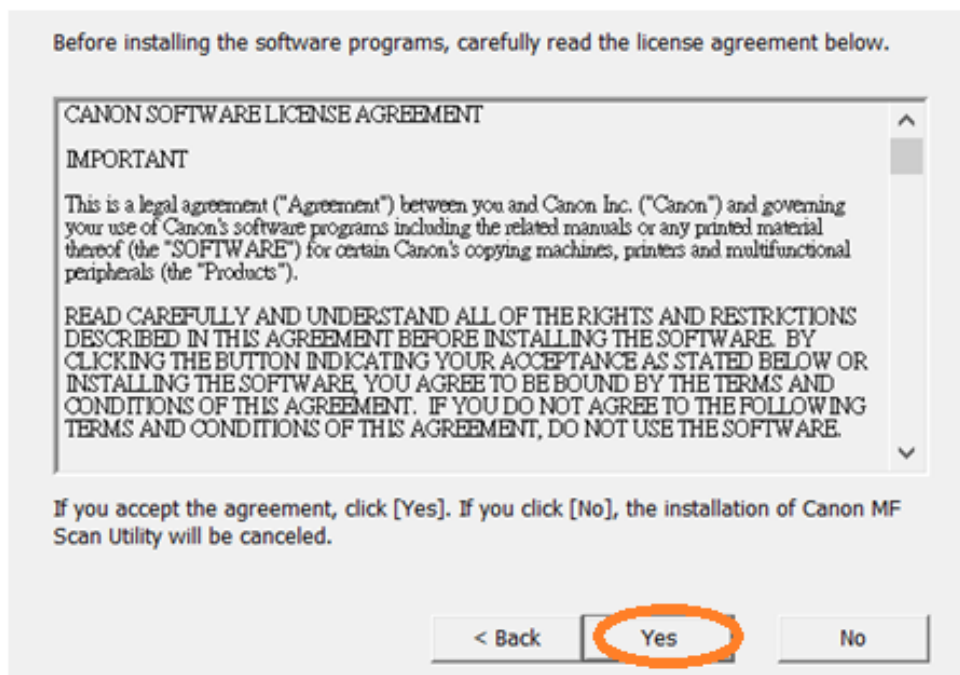 Before installing the software programs, carefully read the license agreement below.
CANON SOFTWARE LICENSE AGREEMENT
IMPORTANT
This is a legal agreement ("Agreement") between you and Canon Inc. ("Canon") and governing
your use of Canon's software programs including the related manuals or any printed material
thereof (the "SOFTWARE") for certain Canon's copying machines, printers and multifunctional
peripherals (the "Products").
READ CAREFULLY AND UNDERSTAND ALL OF THE RIGHTS AND RESTRICTIONS
DESCRIBED IN THIS AGREEMENT BEFORE INSTALLING THE SOFTWARE. BY
CLICKING THE BUTTON INDICATING YOUR ACCEPTANCE AS STATED BELOW OR
INSTALLING THE SOFTWARE, YOU AGREE TO BE BOUND BY THE TERMS AND
CONDITIONS OF THIS AGREEMENT. IF YOU DO NOT AGREE TO THE FOLLOWING
TERMS AND CONDITIONS OF THIS AGREEMENT, DO NOT USE THE SOFTWARE.
If you accept the agreement, click [Yes]. If you click [No], the installation of Canon MF
Scan Utility will be canceled.
< Back Yes No